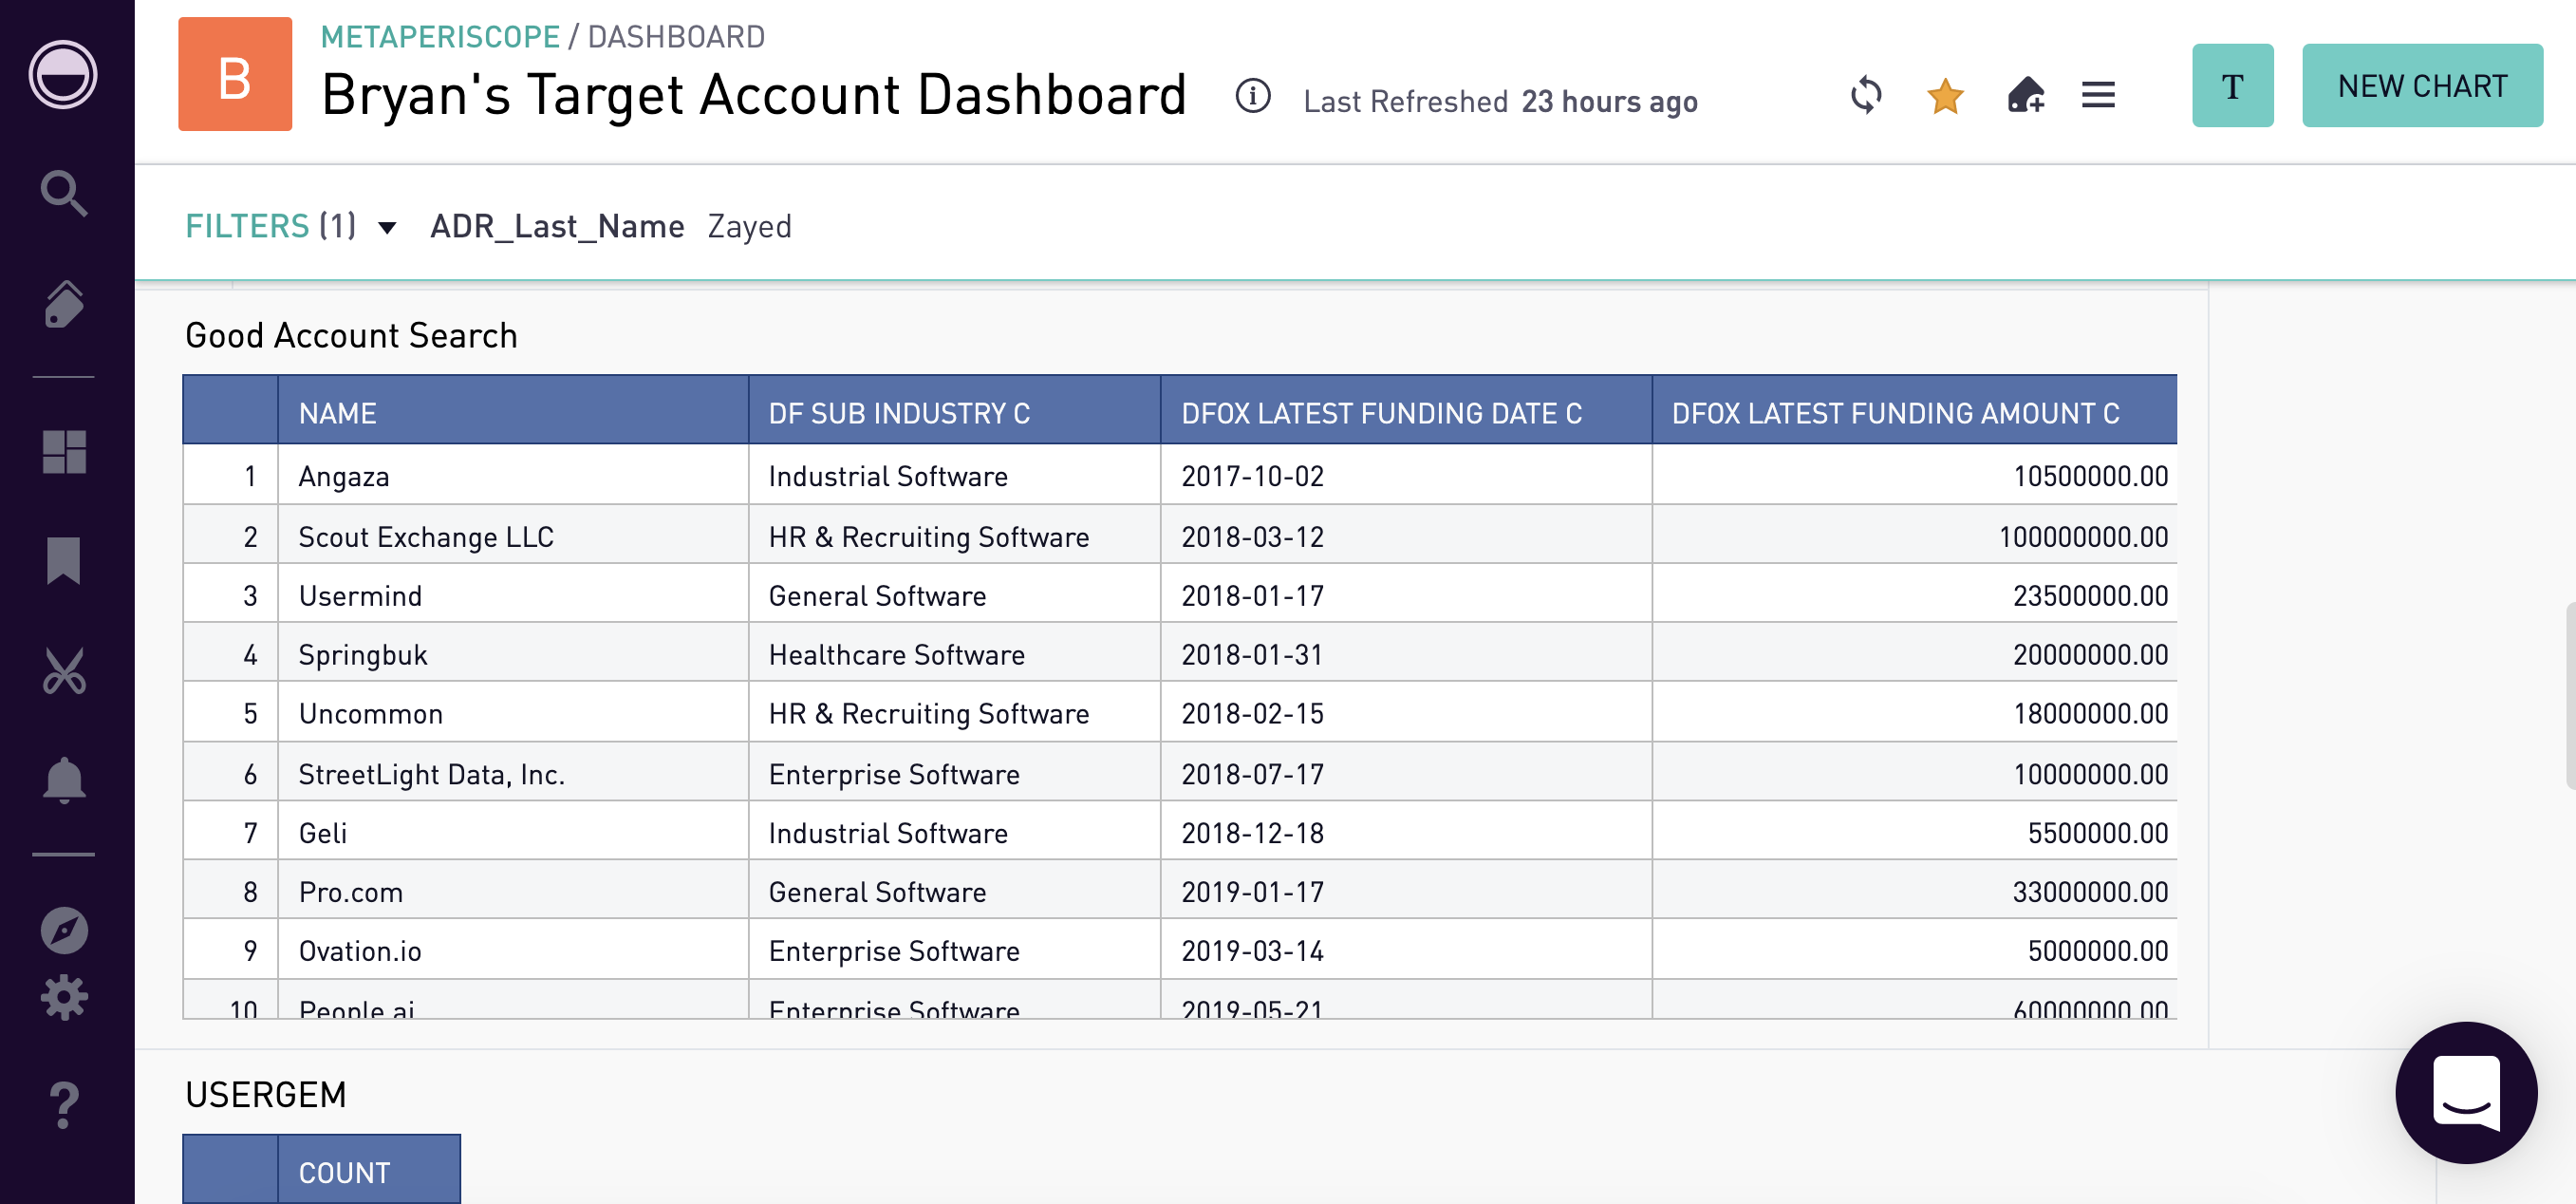 METAPERISCOPE / DASHBOARD
B
Bryan's Target Account Dashboard
Last Refreshed 23 hours ago
T
NEW CHART
FILTERS (1) ADR_Last_Name Zayed
Good Account Search
NAME DF SUB INDUSTRY C DFOX LATEST FUNDING DATE C DFOX LATEST FUNDING AMOUNT C
1 Angaza Industrial Software 2017-10-02 10500000.00
2 Scout Exchange LLC HR & Recruiting Software 2018-03-12 100000000.00
3 Usermind General Software 2018-01-17 23500000.00
4 Springbuk Healthcare Software 2018-01-31 20000000.00
5 Uncommon HR & Recruiting Software 2018-02-15 18000000.00
6 StreetLight Data, Inc. Enterprise Software 2018-07-17 10000000.00
7 Geli Industrial Software 2018-12-18 5500000.00
8 Pro.com General Software 2019-01-17 33000000.00
9 Ovation.io Enterprise Software 2019-03-14 5000000.00
10 People.ai Enterprise Software 2019-05-21 60000000.00
USERGEM
COUNT